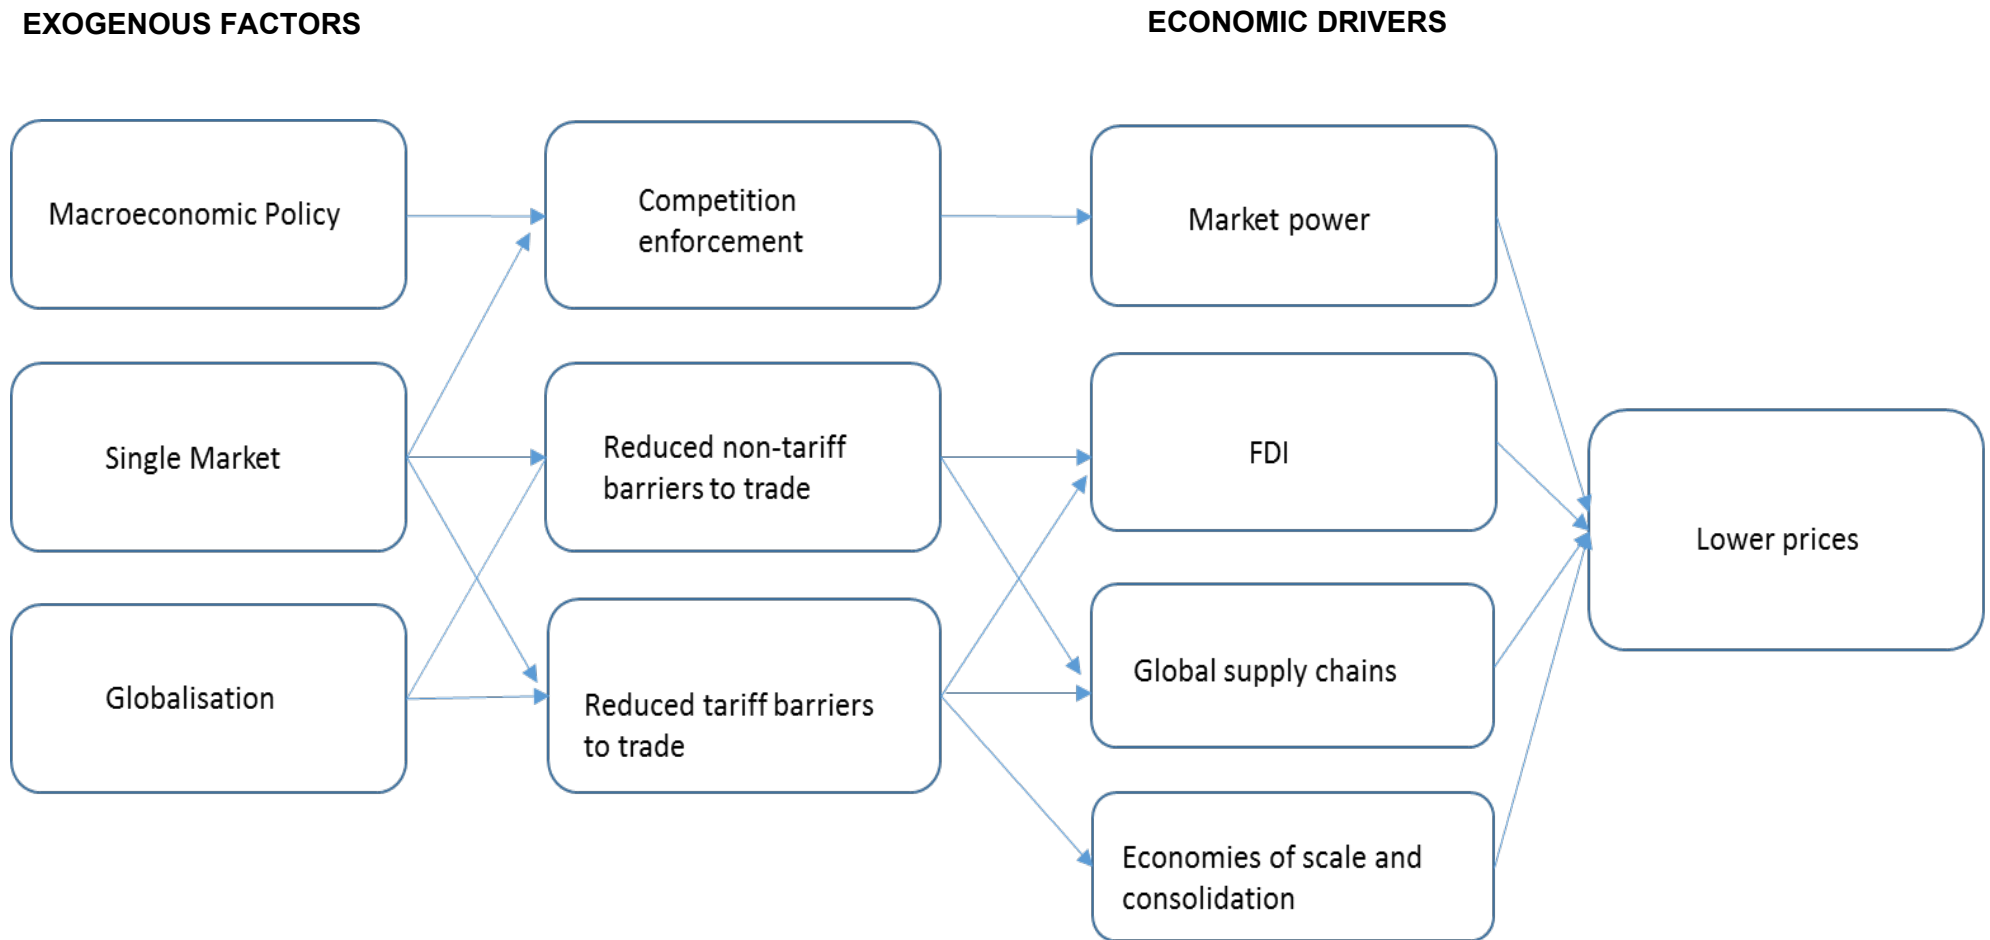 EXOGENOUS FACTORS
ECONOMIC DRIVERS
Macroeconomic Policy
Competition
enforcement
Market power
Single Market
Reduced non-tariff
barriers to trade
FDI
Lower prices
Globalisation
Reduced tariff barriers
to trade
Global supply chains
Economies of scale and
consolidation